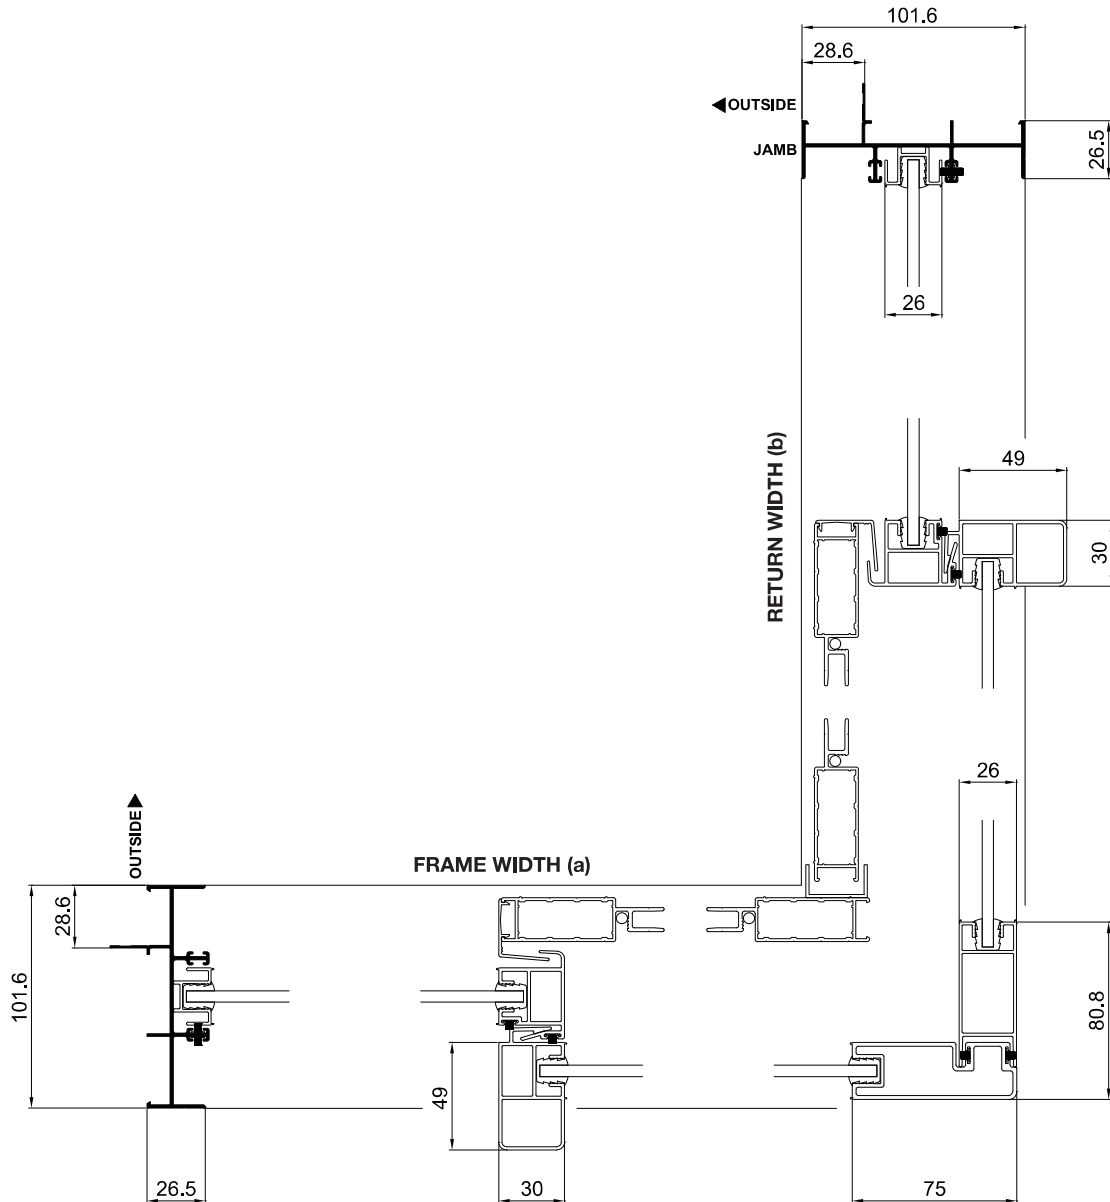 101.6
28.6
◀OUTSIDE
JAMB
26.5
26
RETURN WIDTH (b)
49
30
26
OUTSIDE▶
FRAME WIDTH (a)
28.6
101.6
80.8
49
26.5
30
75